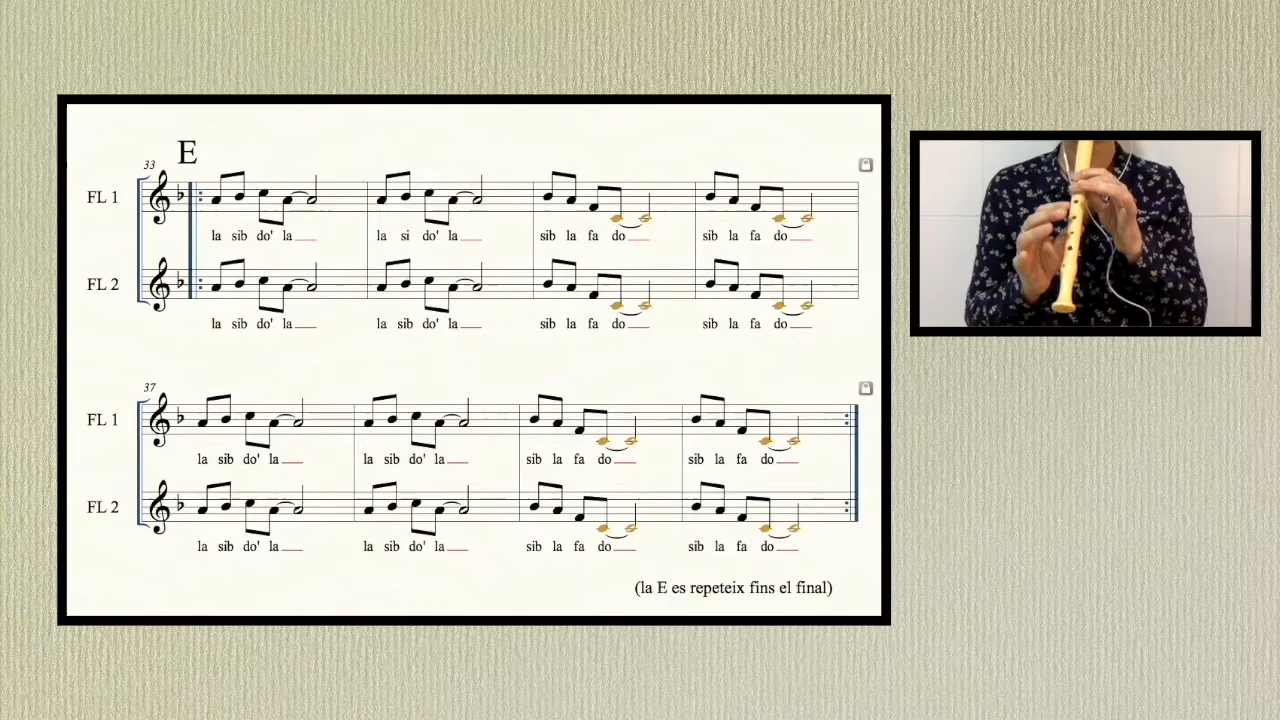 E
33
FL 1
la sib do' la la si do' la sib la fa do sib la fa do
FL 2
la sib do' la la sib do' la sib la fa do sib la fa do
37
FL 1
la sib do' la la sib do' la sib la fa do sib la fa do
FL 2
la sib do' la la sib do' la sib la fa do sib la fa do
(la E es repeteix fins el final)